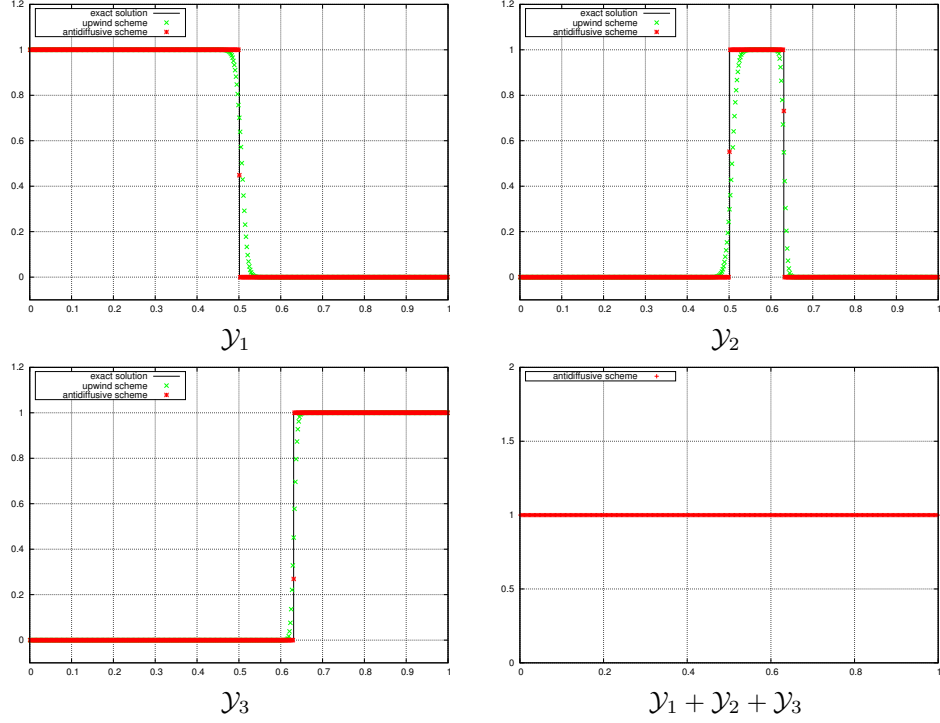 exact solution
upwind scheme
antidiffusive scheme
1.2
1
0.8
0.6
0.4
0.2
0
0 0.1 0.2 0.3 0.4 0.5 0.6 0.7 0.8 0.9 1
𝒴1
exact solution
upwind scheme
antidiffusive scheme
1.2
1
0.8
0.6
0.4
0.2
0
0 0.1 0.2 0.3 0.4 0.5 0.6 0.7 0.8 0.9 1
𝒴2
exact solution
upwind scheme
antidiffusive scheme
1.2
1
0.8
0.6
0.4
0.2
0
0 0.1 0.2 0.3 0.4 0.5 0.6 0.7 0.8 0.9 1
𝒴3
antidiffusive scheme
2
1.5
1
0.5
0
0 0.2 0.4 0.6 0.8 1
𝒴1 + 𝒴2 + 𝒴3